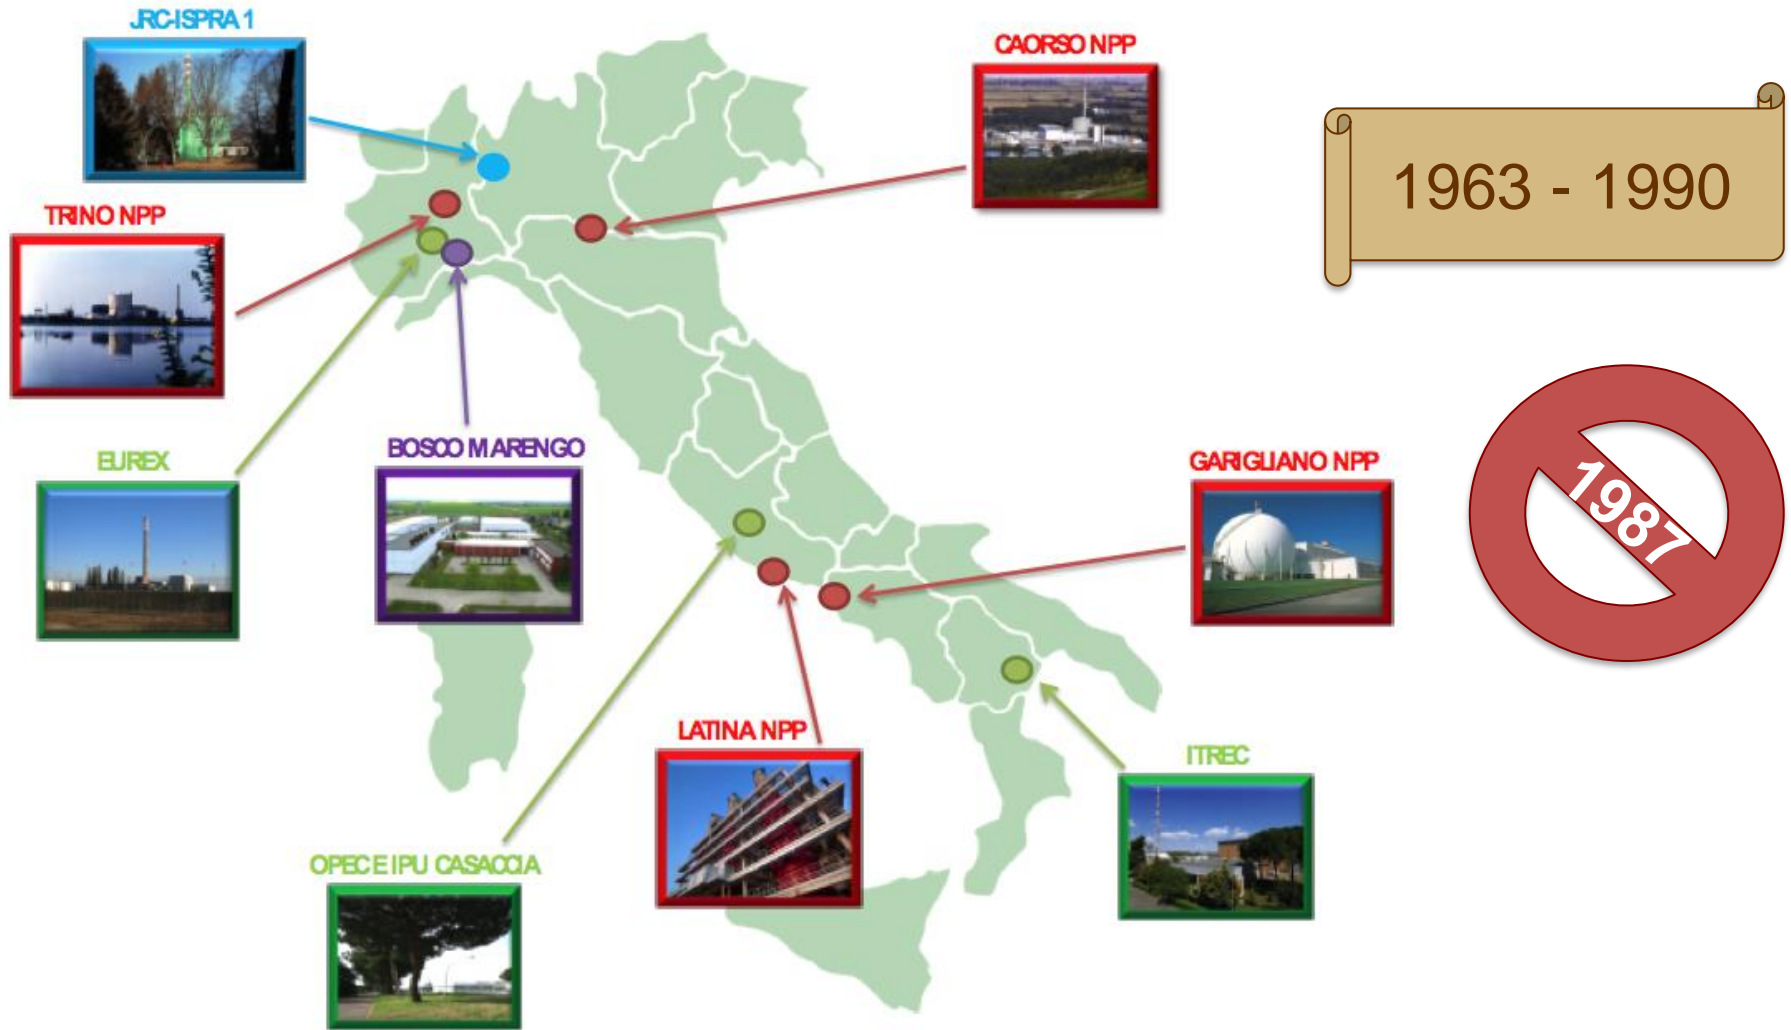 JRC-ISPRA 1
CAORSO NPP
1963 - 1990
TRINO NPP
EUREX
BOSCO MARENGO
GARIGLIANO NPP
1987
LATINA NPP
ITREC
OPEC E IPU CASACCIA